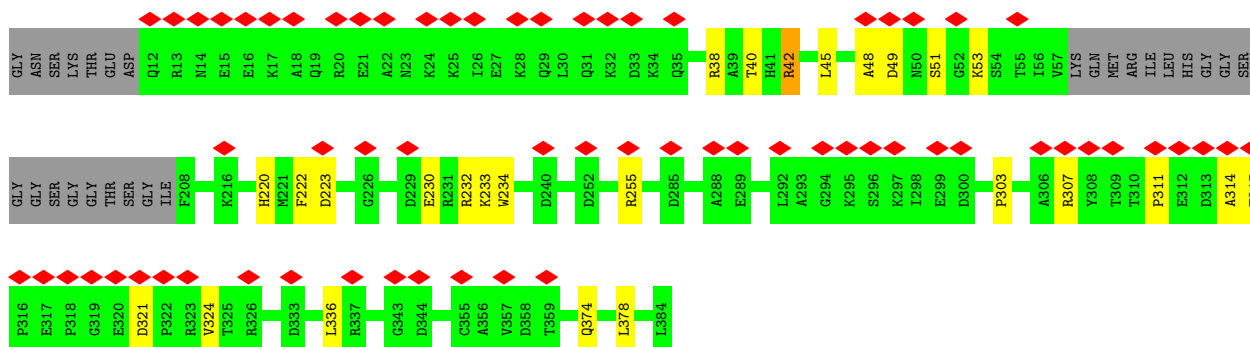 GLY ASN SER LYS THR GLU ASP Q12 R13 N14 E15 E16 K17 A18 Q19 R20 E21 A22 N23 K24 K25 I26 E27 K28 Q29 L30 Q31 K32 D33 K34 Q35 R38 A39 T40 H41 R42 L45 A48 D49 N50 S51 G52 K53 S54 T55 I56 V57 LYS GLN MET ARG ILE LEU HIS GLY GLY SER
GLY GLY SER GLY GLY THR SER GLY ILE F208 K216 H220 M221 F222 D223 G226 D229 E230 R231 R232 K233 W234 D240 D252 R255 D285 A288 E289 L292 A293 G294 K295 S296 K297 I298 E299 D300 P303 A306 R307 Y308 T309 T310 P311 E312 D313 A314
P316 E317 P318 G319 E320 D321 P322 R323 V324 T325 R326 D333 L336 R337 G343 D344 C355 A356 V357 D358 T359 Q374 L378 L384